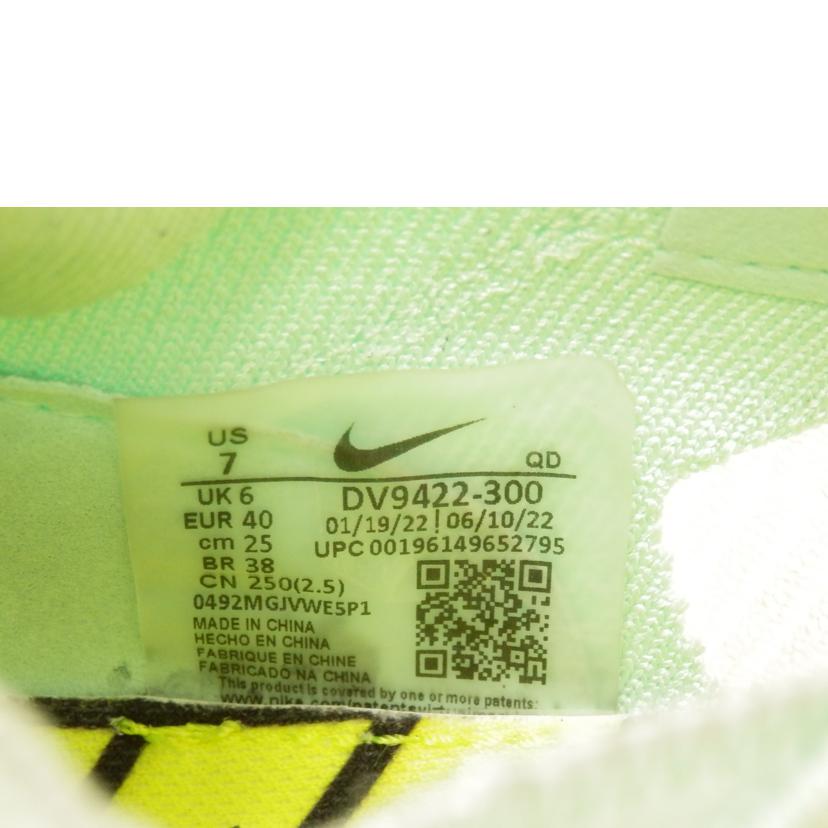 US
7
QD
UK 6
DV9422-300
EUR 40
01/19/22 | 06/10/22
cm 25
UPC 00196149652795
BR 38
CN 250(2.5)
0492MGJVWE5P1
MADE IN CHINA
HECHO EN CHINA
FABRIQUE EN CHINE
FABRICADO NA CHINA
This product is covered by one or more patents: